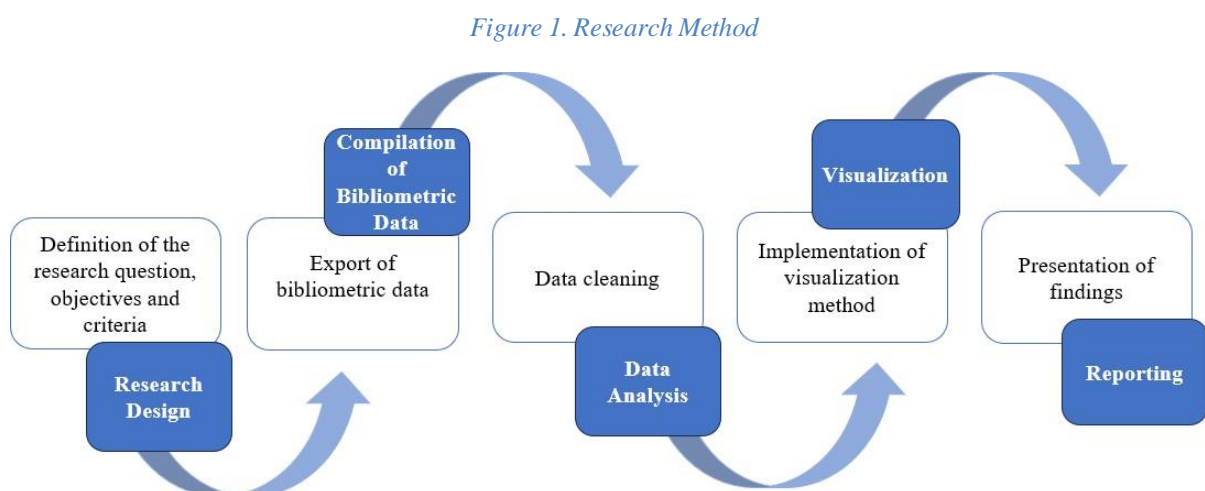 Figure 1. Research Method
Definition of the
research question,
objectives and
criteria
Research
Design
Compilation
of
Bibliometric
Data
Export of
bibliometric data
Data cleaning
Data
Analysis
Visualization
Implementation of
visualization
method
Presentation of
findings
Reporting